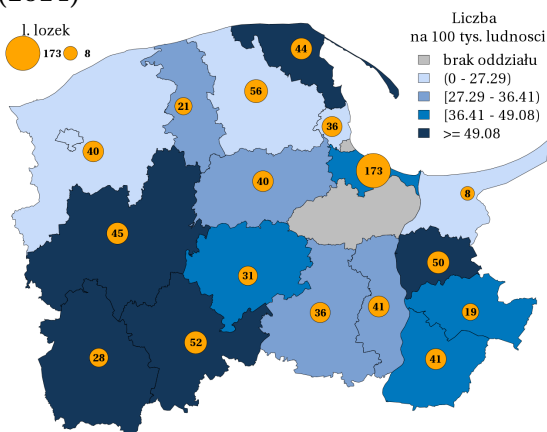 (2021)
l. lozek
173 8
Liczba
na 100 tys. ludnosci
brak oddziału
(0 - 27.29)
[27.29 - 36.41)
[36.41 - 49.08)
>= 49.08
44
56
21
36
40
173
40
8
45
50
31
36
41
19
52
28
41